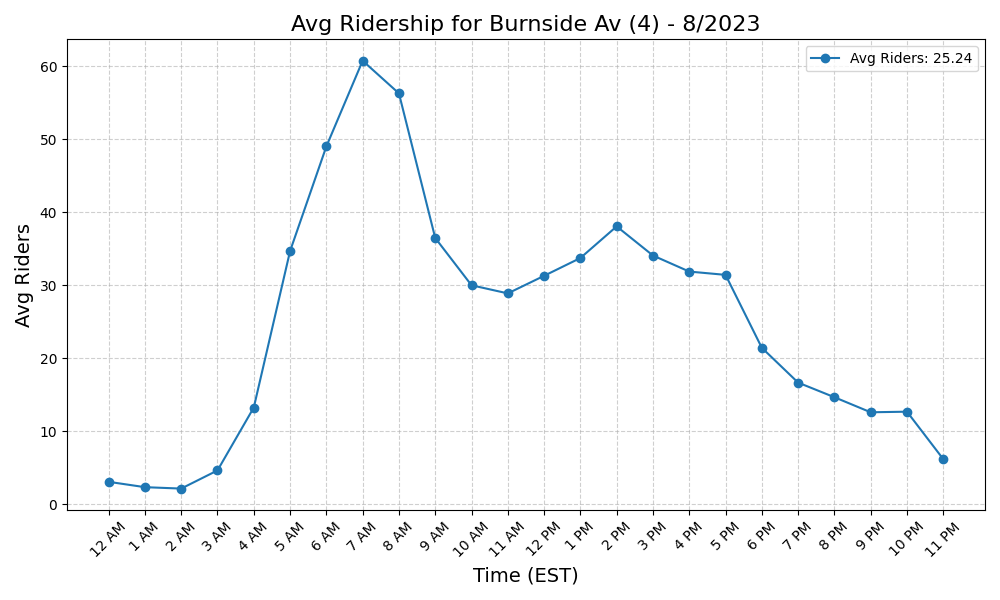 Avg Ridership for Burnside Av (4) - 8/2023
Avg Riders: 25.24
Avg Riders
60
50
40
30
20
10
0
12 AM
1 AM
2 AM
3 AM
4 AM
5 AM
6 AM
7 AM
8 AM
9 AM
10 AM
11 AM
12 PM
1 PM
2 PM
3 PM
4 PM
5 PM
6 PM
7 PM
8 PM
9 PM
10 PM
11 PM
Time (EST)